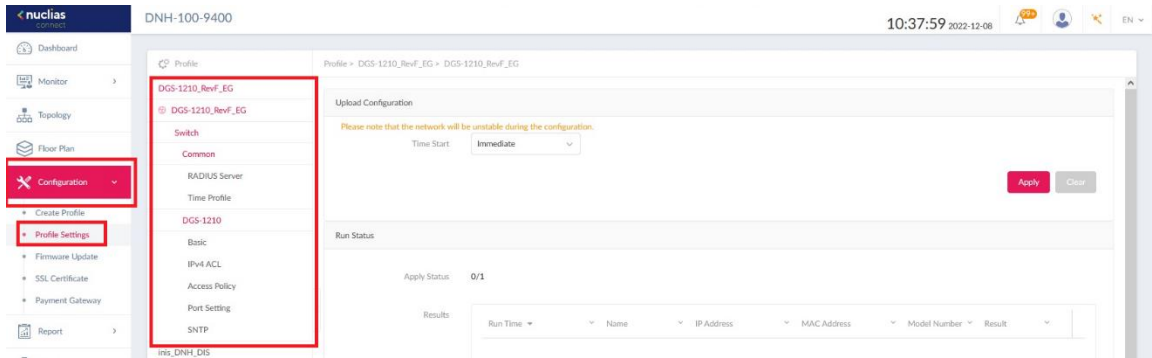 nuclias
connect
DNH-100-9400
10:37:59 2022-12-08
99+
EN
Dashboard
Monitor
Topology
Floor Plan
Configuration
Create Profile
Profile Settings
Firmware Update
SSL Certificate
Payment Gateway
Report
Profile
DGS-1210_RevF_EG
DGS-1210_RevF_EG
Switch
Common
RADIUS Server
Time Profile
DGS-1210
Basic
IPv4 ACL
Access Policy
Port Setting
SNTP
inis_DNH_DIS
Profile > DGS-1210_RevF_EG > DGS-1210_RevF_EG
Upload Configuration
Please note that the network will be unstable during the configuration.
Time Start Immediate
Apply Clear
Run Status
Apply Status 0/1
Results
Run Time Name IP Address MAC Address Model Number Result